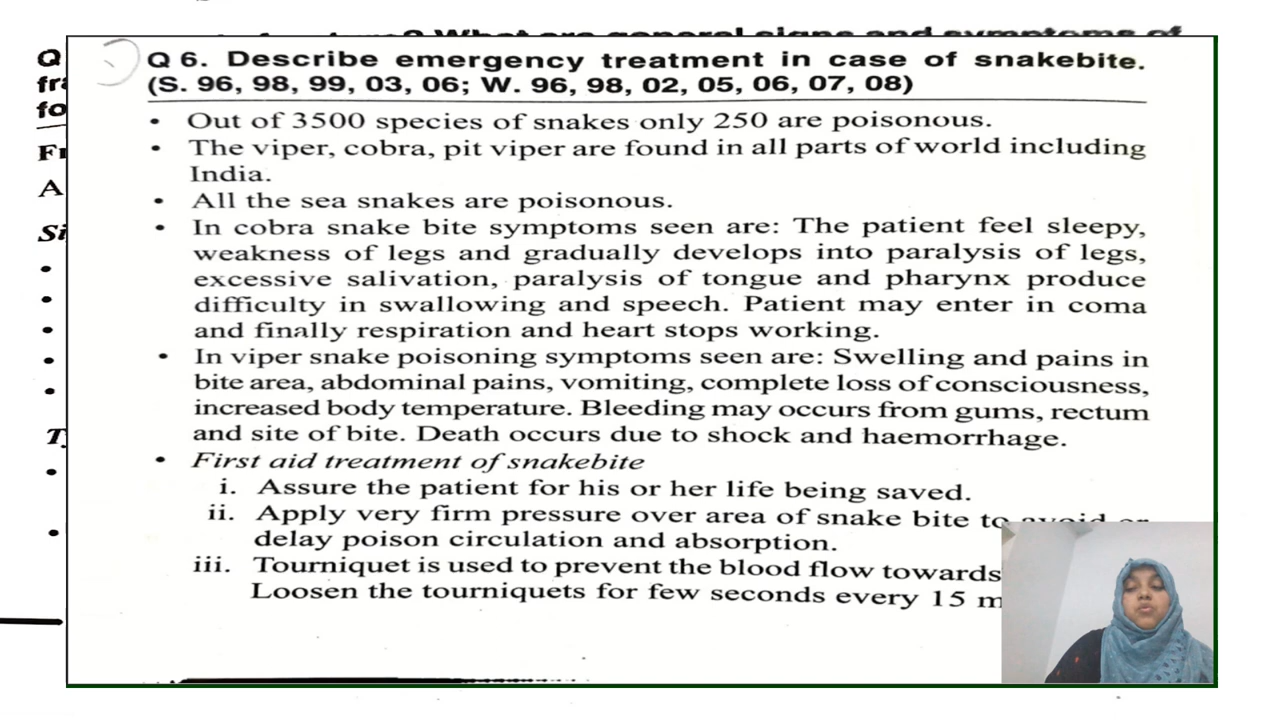 Q
fra
fo
Fr
A
Si
T
Q 6. Describe emergency treatment in case of snakebite.
(S. 96, 98, 99, 03, 06; W. 96, 98, 02, 05, 06, 07, 08)
• Out of 3500 species of snakes only 250 are poisonous.
• The viper, cobra, pit viper are found in all parts of world including
India.
• All the sea snakes are poisonous.
• In cobra snake bite symptoms seen are: The patient feel sleepy,
weakness of legs and gradually develops into paralysis of legs,
excessive salivation, paralysis of tongue and pharynx produce
difficulty in swallowing and speech. Patient may enter in coma
and finally respiration and heart stops working.
• In viper snake poisoning symptoms seen are: Swelling and pains in
bite area, abdominal pains, vomiting, complete loss of consciousness,
increased body temperature. Bleeding may occurs from gums, rectum
and site of bite. Death occurs due to shock and haemorrhage.
• First aid treatment of snakebite
i. Assure the patient for his or her life being saved.
ii. Apply very firm pressure over area of snake bite to avoid or
delay poison circulation and absorption.
iii. Tourniquet is used to prevent the blood flow towards
Loosen the tourniquets for few seconds every 15 m